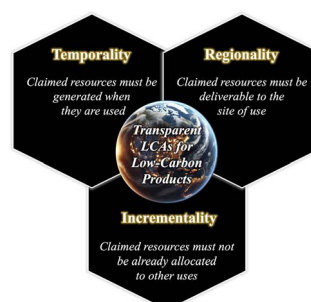 Temporality
Claimed resources must be
generated when
they are used
Regionality
Claimed resources must be
deliverable to the
site of use
Transparent
LCAs for
Low-Carbon
Products
Incrementality
Claimed resources must not
be already allocated
to other uses